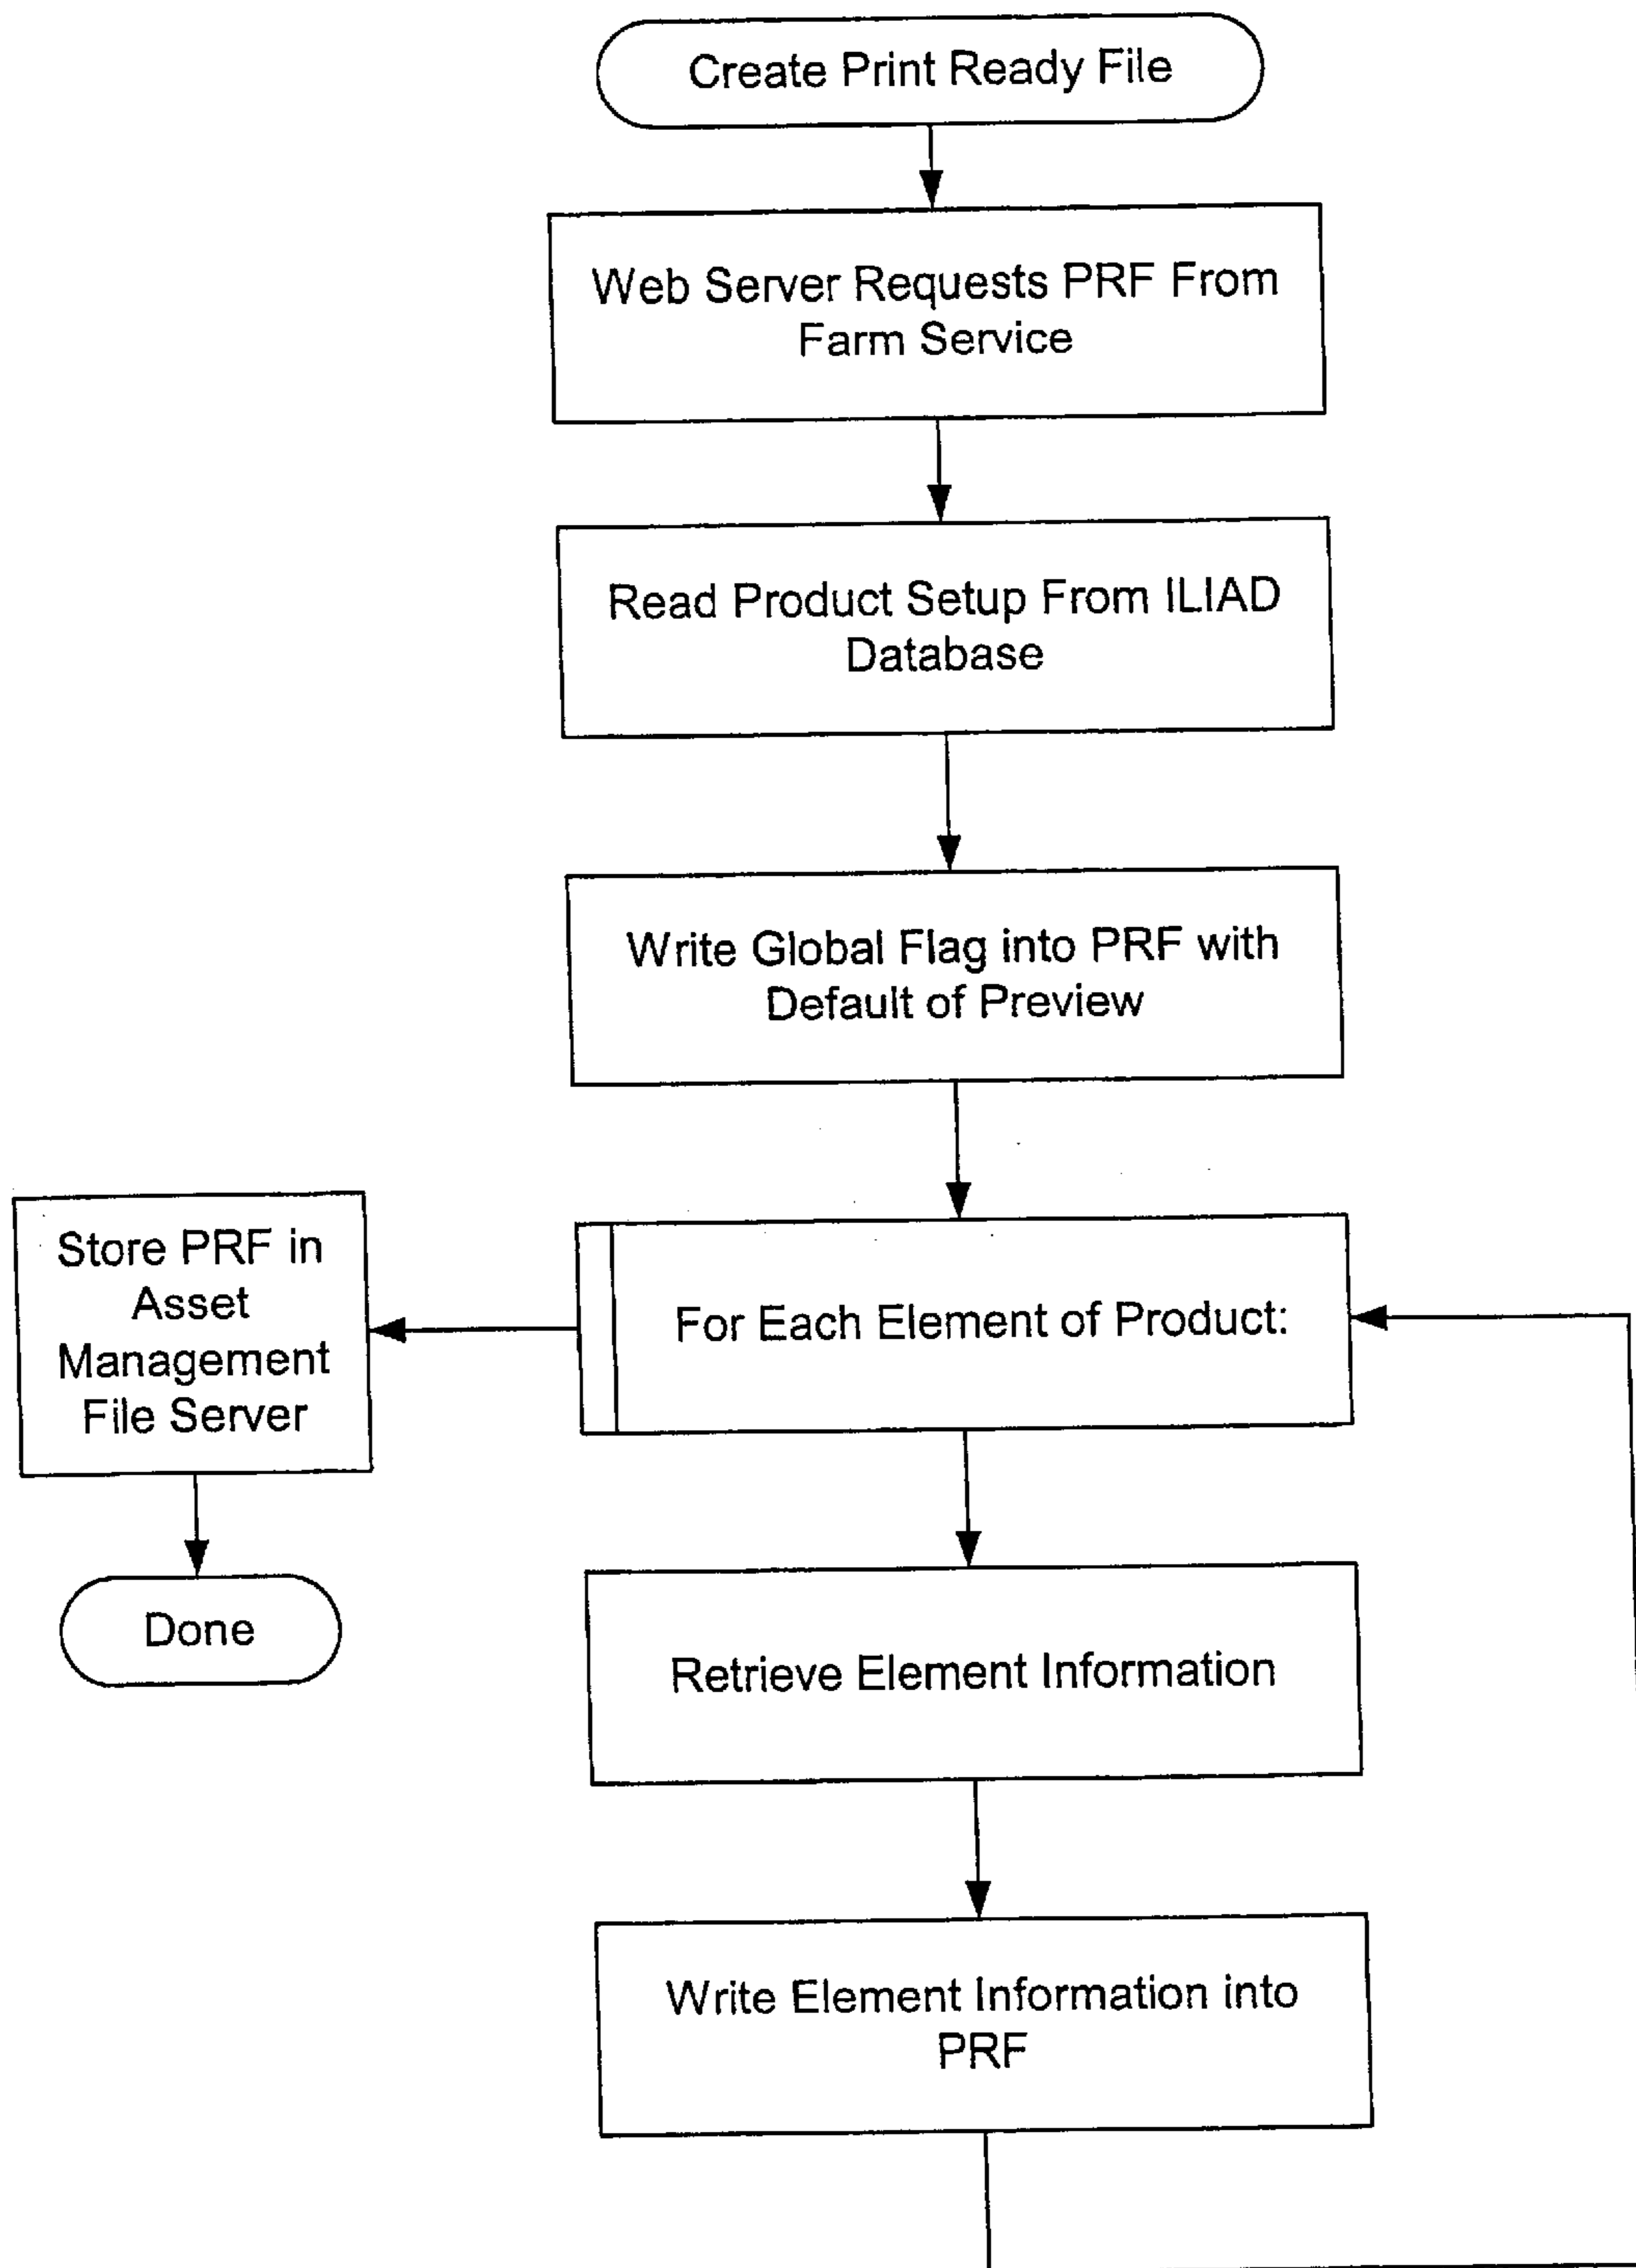 Create Print Ready File
Web Server Requests PRF From
Farm Service
Read Product Setup From ILIAD
Database
Write Global Flag into PRF with
Default of Preview
Store PRF in
Asset
Management
File Server
For Each Element of Product:
Done
Retrieve Element Information
Write Element Information into
PRF